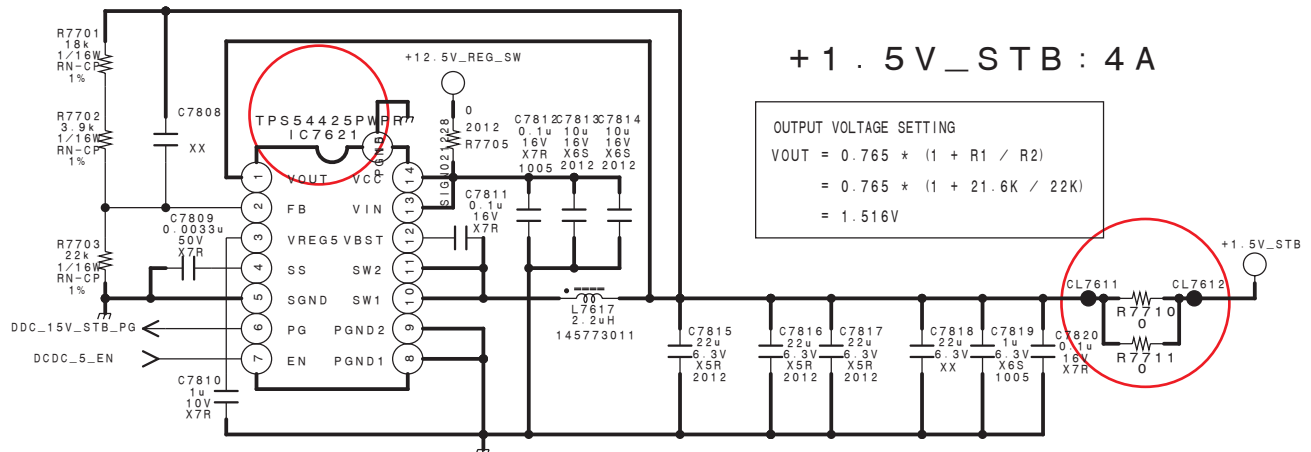 +1.5V_STB:4A
R7701
18k
1/16W
RN-CP
1%
R7702
3.9k
1/16W
RN-CP
1%
C7808
XX
R7703
22k
1/16W
RN-CP
1%
C7809
0.0033u
50V
X7R
DDC_15V_STB_PG
DCDC_5_EN
C7810
1u
10V
X7R
TPS54425PWPR
IC7621
1 VOUT VCC 14
2 FB VIN 13
3 VREG5 VBST 12
4 SS SW2 11
5 SGND SW1 10
6 PG PGND2 9
7 EN PGND1 8
+12.5V_REG_SW
0
2012
R7705
SIGN021228
C7811
0.1u
16V
X7R
C7812
0.1u
16V
X7R
1005
C7813
10u
16V
X6S
2012
C7814
10u
16V
X6S
2012
L7617
2.2uH
145773011
OUTPUT VOLTAGE SETTING
VOUT = 0.765 * (1 + R1 / R2)
= 0.765 * (1 + 21.6K / 22K)
= 1.516V
C7815
22u
6.3V
X5R
2012
C7816
22u
6.3V
X5R
2012
C7817
22u
6.3V
X5R
2012
C7818
22u
6.3V
XX
C7819
1u
6.3V
X6S
1005
C7820
0.1u
16V
X7R
CL7611
CL7612
R7710
0
R7711
0
+1.5V_STB